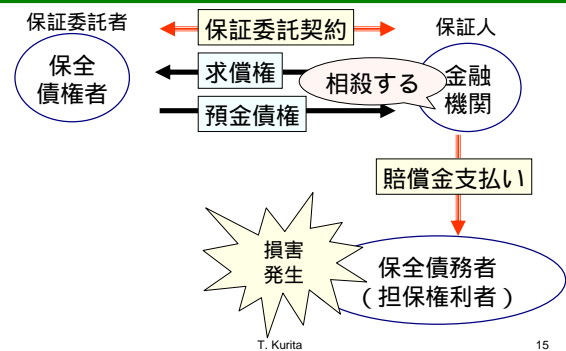 保証委託者
保証委託契約
保証人
保全
債権者
求償権
相殺する
金融
機関
預金債権
賠償金支払い
損害
発生
保全債務者
(担保権利者)
T. Kurita
15